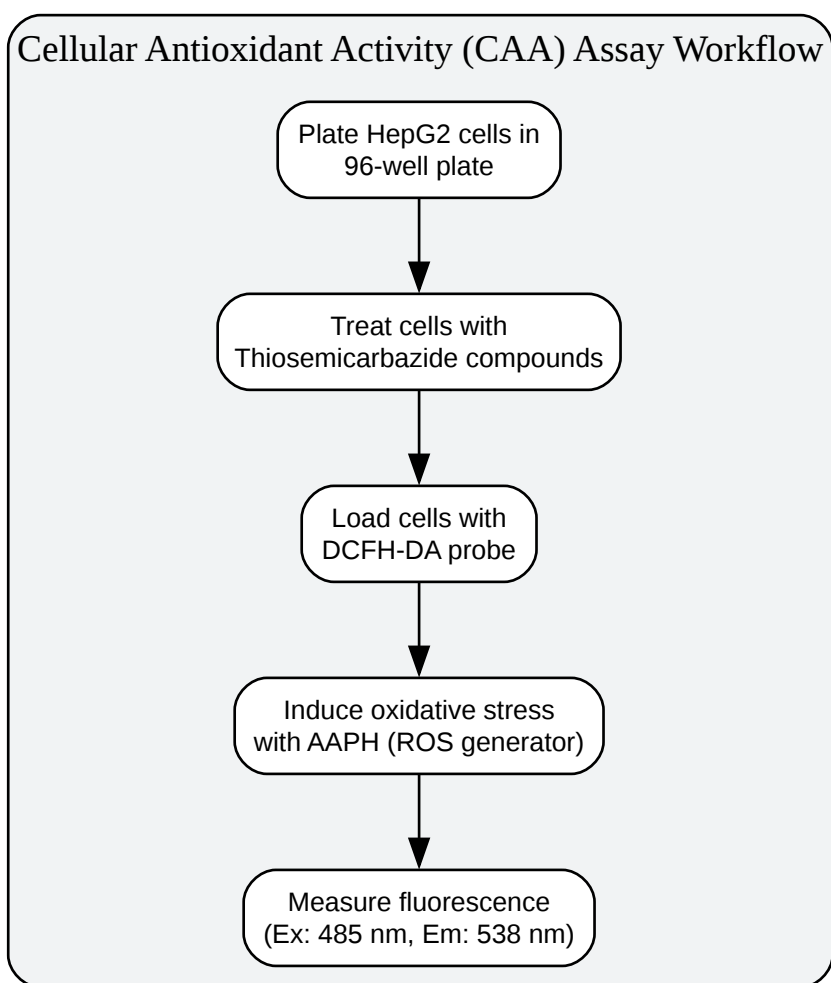 Cellular Antioxidant Activity (CAA) Assay Workflow
Plate HepG2 cells in
96-well plate
Treat cells with
Thiosemicarbazide compounds
Load cells with
DCFH-DA probe
Induce oxidative stress
with AAPH (ROS generator)
Measure fluorescence
(Ex: 485 nm, Em: 538 nm)